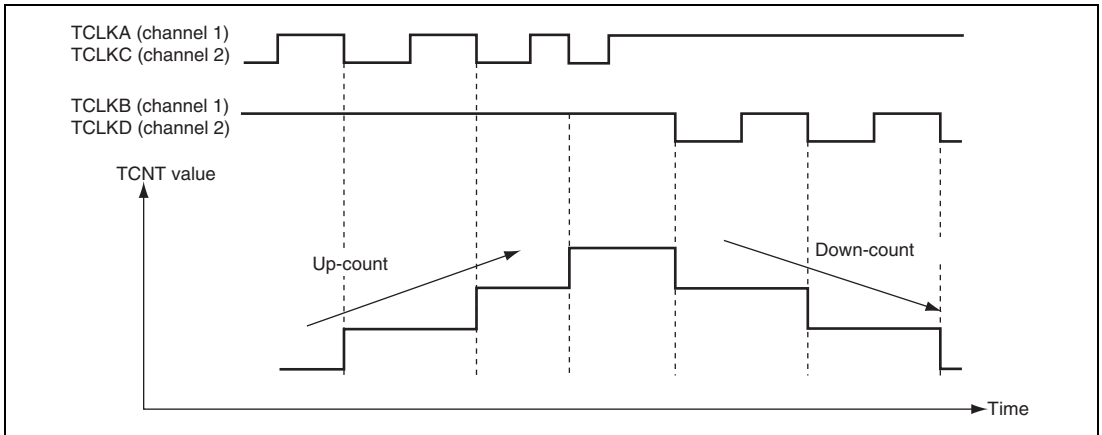 TCLKA (channel 1)
TCLKC (channel 2)
TCLKB (channel 1)
TCLKD (channel 2)
TCNT value
Up-count
Down-count
Time